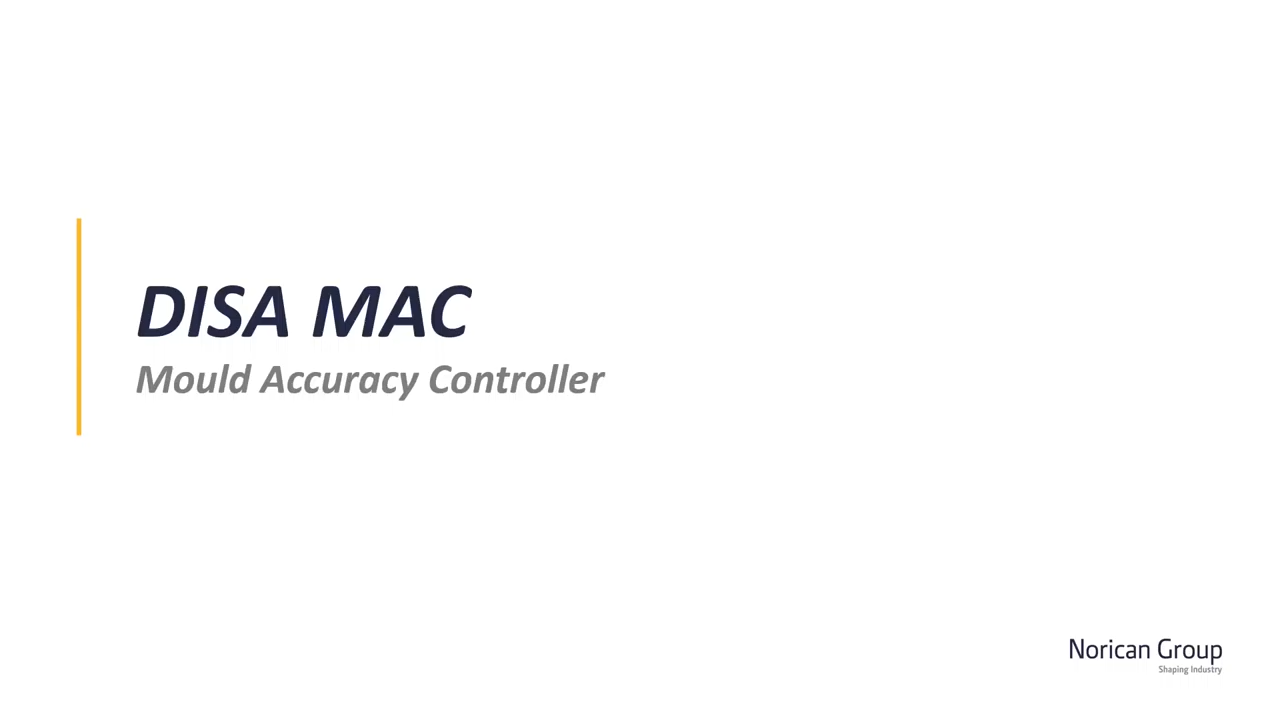 DISA MAC
Mould Accuracy Controller
Norican Group
Shaping Industry